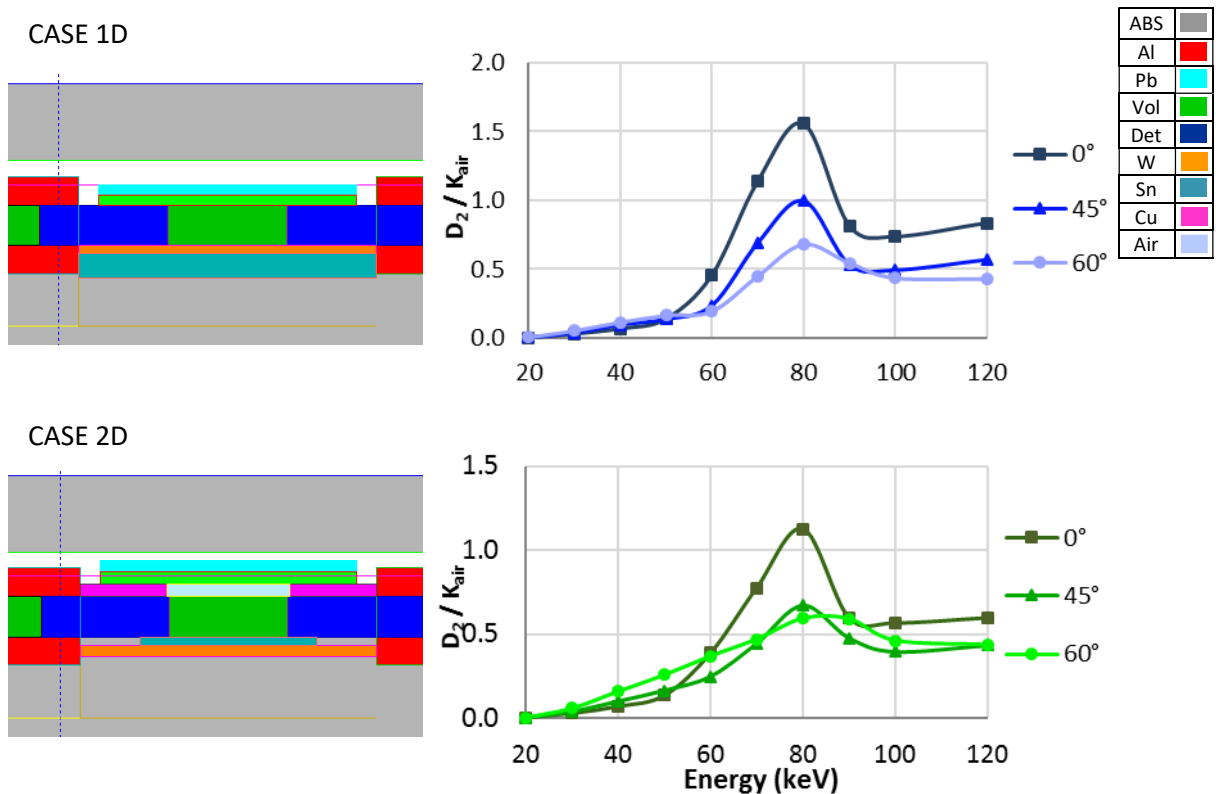 CASE 1D
2.0
1.5
1.0
0.5
0.0
D₂ / Kair
20 40 60 80 100 120
0°
45°
60°
ABS
Al
Pb
Vol
Det
W
Sn
Cu
Air
CASE 2D
1.5
1.0
0.5
0.0
D₂ / Kair
20 40 60 80 100 120
Energy (keV)
0°
45°
60°